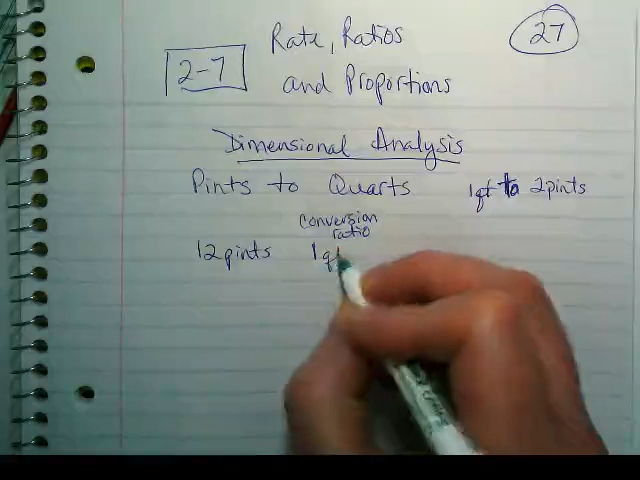 Rate, Ratios
27
2-7
and Proportions
Dimensional Analysis
Pints to Quarts
1qt to 2pints
conversion
ratio
12pints
1qt